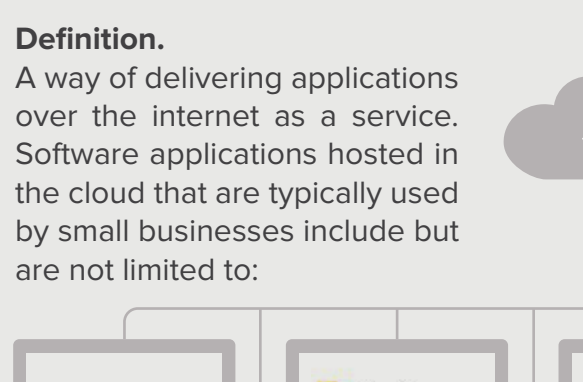 Definition.
A way of delivering applications
over the internet as a service.
Software applications hosted in
the cloud that are typically used
by small businesses include but
are not limited to: